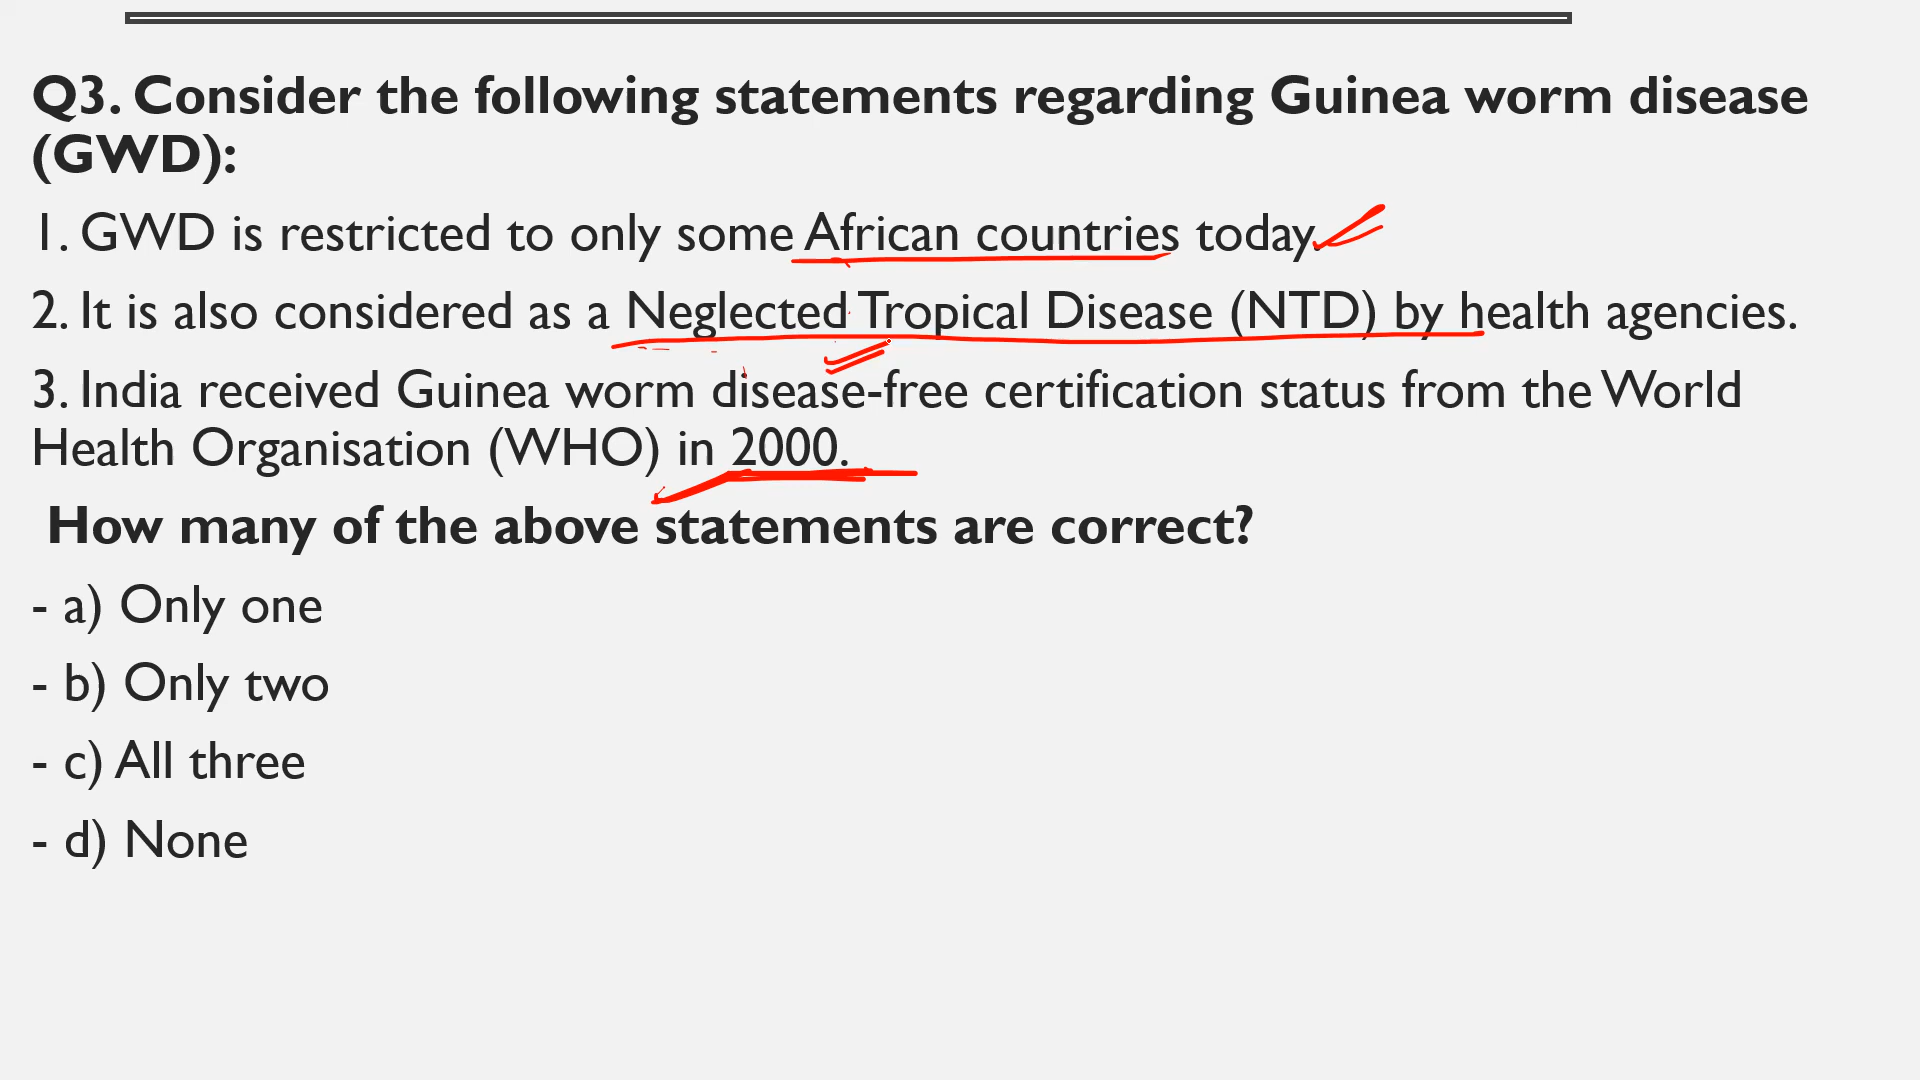 Q3. Consider the following statements regarding Guinea worm disease
(GWD):
1. GWD is restricted to only some African countries today.
2. It is also considered as a Neglected Tropical Disease (NTD) by health agencies.
3. India received Guinea worm disease-free certification status from the World
Health Organisation (WHO) in 2000.
How many of the above statements are correct?
- a) Only one
- b) Only two
- c) All three
- d) None